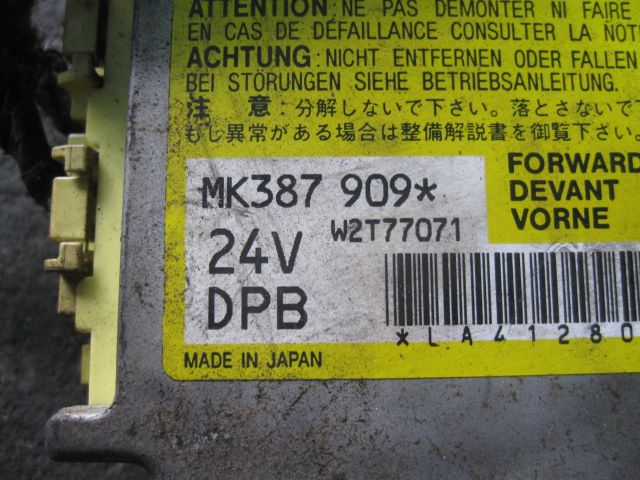 ATTENTION: NE PAS DEMONTER NI FAIRE
EN CAS DE DÉFAILLANCE CONSULTER LA NOTI
ACHTUNG: NICHT ENTFERNEN ODER FALLEN
BEI STÖRUNGEN SIEHE BETRIEBSANLEITUNG.
注 意:分解しないで下さい。落とさないで
もし異常がある場合は整備解説書を御覧下さい
FORWARD
DEVANT
VORNE
MK387 909*
W2T77071
24V
DPB
*LA41280
MADE IN JAPAN